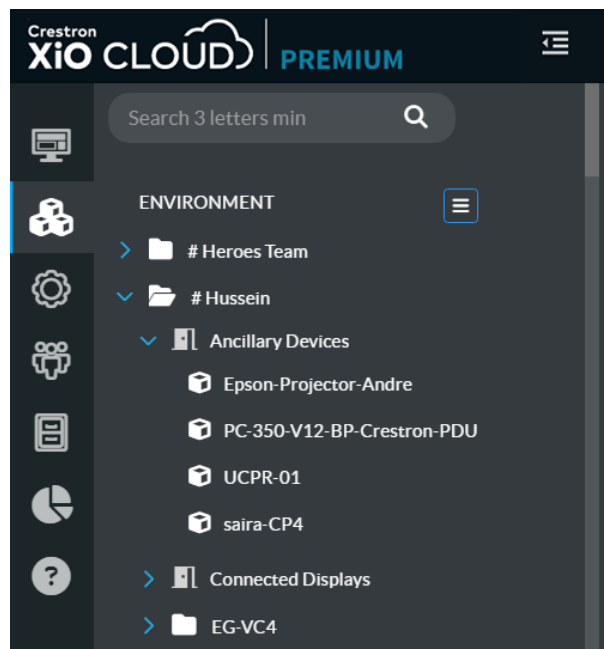 Crestron
XiO CLOUD PREMIUM
Search 3 letters min
ENVIRONMENT
# Heroes Team
# Hussein
Ancillary Devices
Epson-Projector-Andre
PC-350-V12-BP-Crestron-PDU
UCPR-01
saira-CP4
?
Connected Displays
EG-VC4